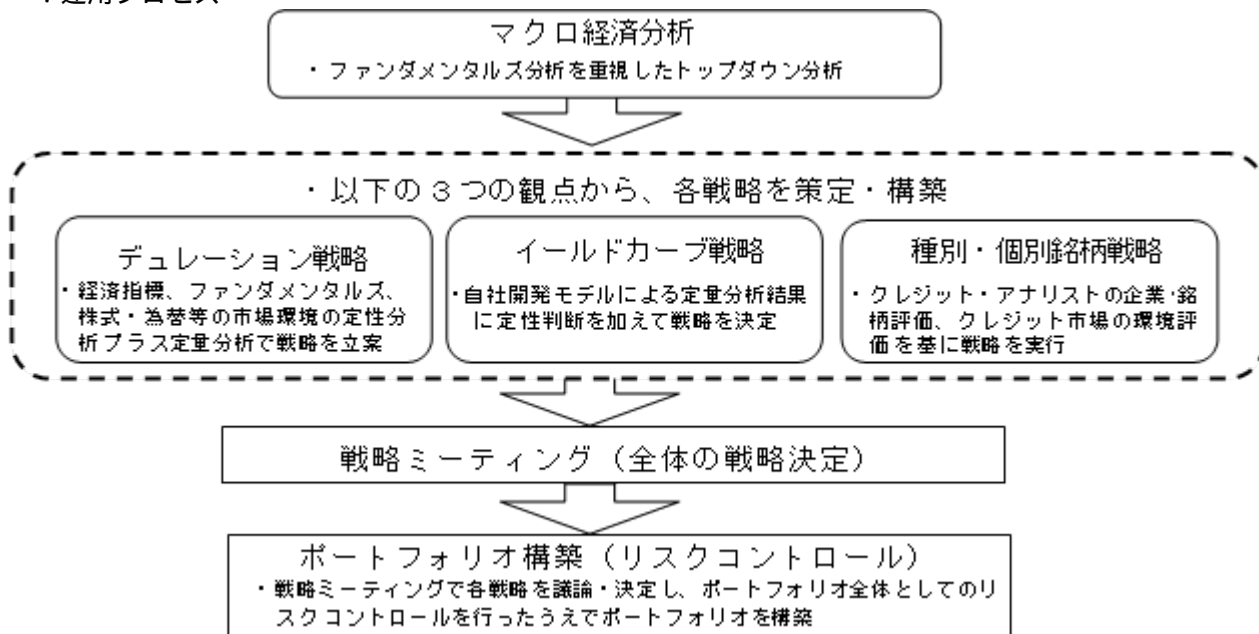 運用プロセス
マクロ経済分析
・ファンダメンタルズ分析を重視したトップダウン分析
・以下の3つの観点から、各戦略を策定・構築
デュレーション戦略
・経済指標、ファンダメンタルズ、
株式・為替等の市場環境の定性分
析プラス定量分析で戦略を立案
イールドカーブ戦略
・自社開発モデルによる定量分析結果
に定性判断を加えて戦略を決定
種別・個別銘柄戦略
・クレジット・アナリストの企業・銘
柄評価、クレジット市場の環境評
価を基に戦略を実行
戦略ミーティング（全体の戦略決定）
ポートフォリオ構築（リスクコントロール）
・戦略ミーティングで各戦略を議論・決定し、ポートフォリオ全体としてのリ
スクコントロールを行ったうえでポートフォリオを構築